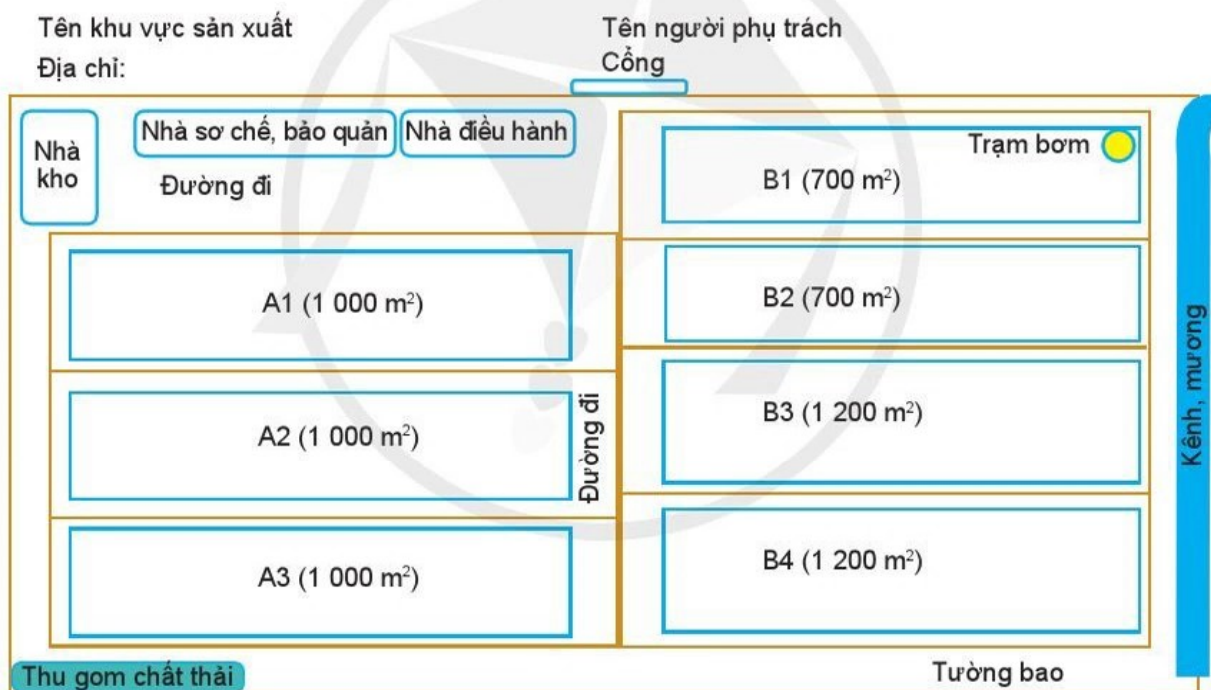 Tên khu vực sản xuất
Tên người phụ trách
Địa chỉ:
Cổng
Nhà
kho
Nhà sơ chế, bảo quản
Nhà điều hành
Đường đi
Trạm bơm
B1 (700 m²)
A1 (1 000 m²)
B2 (700 m²)
A2 (1 000 m²)
Đường đi
B3 (1 200 m²)
Kênh, mương
A3 (1 000 m²)
B4 (1 200 m²)
Thu gom chất thải
Tường bao